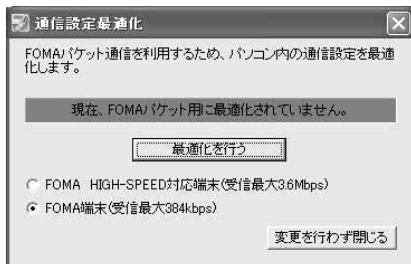 通信設定最適化
FOMAパケット通信を利用するため、パソコン内の通信設定を最適
化します。
現在、FOMAパケット用に最適化されていません。
最適化を行う
FOMA HIGH-SPEED対応端末(受信最大3.6Mbps)
FOMA端末(受信最大384kbps)
変更を行わず閉じる